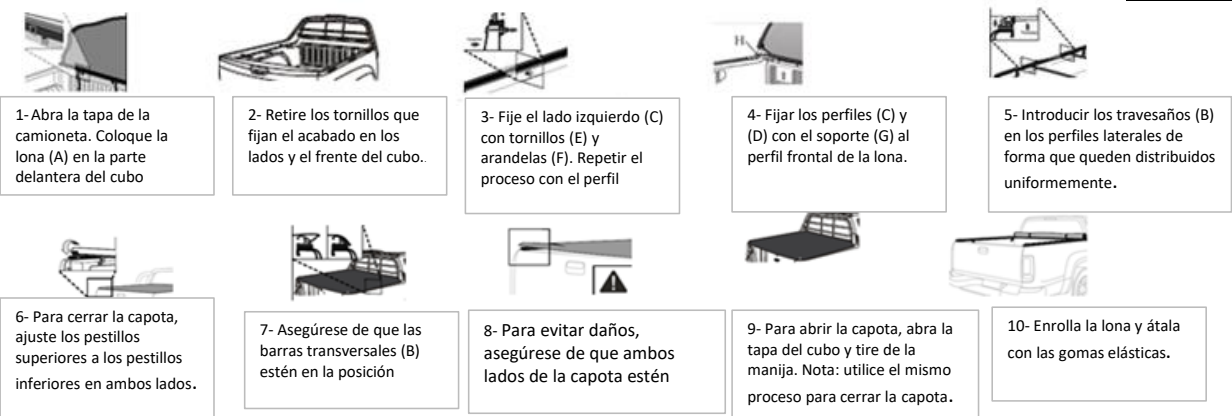 H
1- Abra la tapa de la
camioneta. Coloque la
lona (A) en la parte
delantera del cubo
2- Retire los tornillos que
fijan el acabado en los
lados y el frente del cubo..
3- Fije el lado izquierdo (C)
con tornillos (E) y
arandelas (F). Repetir el
proceso con el perfil
4- Fijar los perfiles (C) y
(D) con el soporte (G) al
perfil frontal de la lona.
5- Introducir los travesaños (B)
en los perfiles laterales de
forma que queden distribuidos
uniformemente.
6- Para cerrar la capota,
ajuste los pestillos
superiores a los pestillos
inferiores en ambos lados.
7- Asegúrese de que las
barras transversales (B)
estén en la posición
8- Para evitar daños,
asegúrese de que ambos
lados de la capota estén
9- Para abrir la capota, abra la
tapa del cubo y tire de la
manija. Nota: utilice el mismo
proceso para cerrar la capota.
10- Enrolla la lona y átala
con las gomas elásticas.